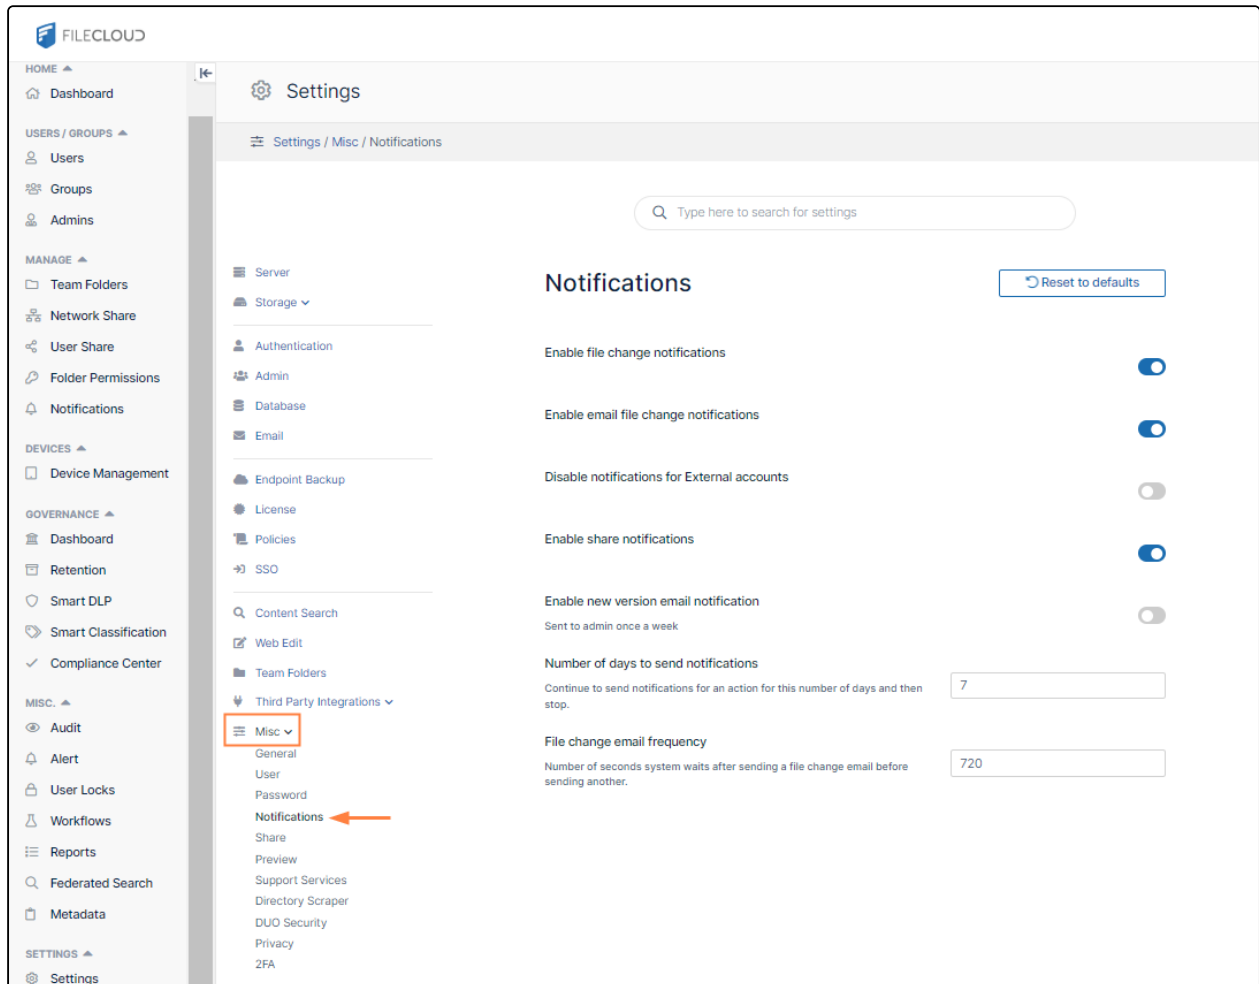 FILECLOUD
HOME
Dashboard
USERS / GROUPS
Users
Groups
Admins
MANAGE
Team Folders
Network Share
User Share
Folder Permissions
Notifications
DEVICES
Device Management
GOVERNANCE
Dashboard
Retention
Smart DLP
Smart Classification
Compliance Center
MISC.
Audit
Alert
User Locks
Workflows
Reports
Federated Search
Metadata
SETTINGS
Settings
Settings
Settings / Misc / Notifications
Type here to search for settings
Server
Storage
Authentication
Admin
Database
Email
Endpoint Backup
License
Policies
SSO
Content Search
Web Edit
Team Folders
Third Party Integrations
Misc
General
User
Password
Notifications
Share
Preview
Support Services
Directory Scraper
DUO Security
Privacy
2FA
Notifications
Reset to defaults
Enable file change notifications
Enable email file change notifications
Disable notifications for External accounts
Enable share notifications
Enable new version email notification
Sent to admin once a week
Number of days to send notifications
Continue to send notifications for an action for this number of days and then
stop.
7
File change email frequency
Number of seconds system waits after sending a file change email before
sending another.
720